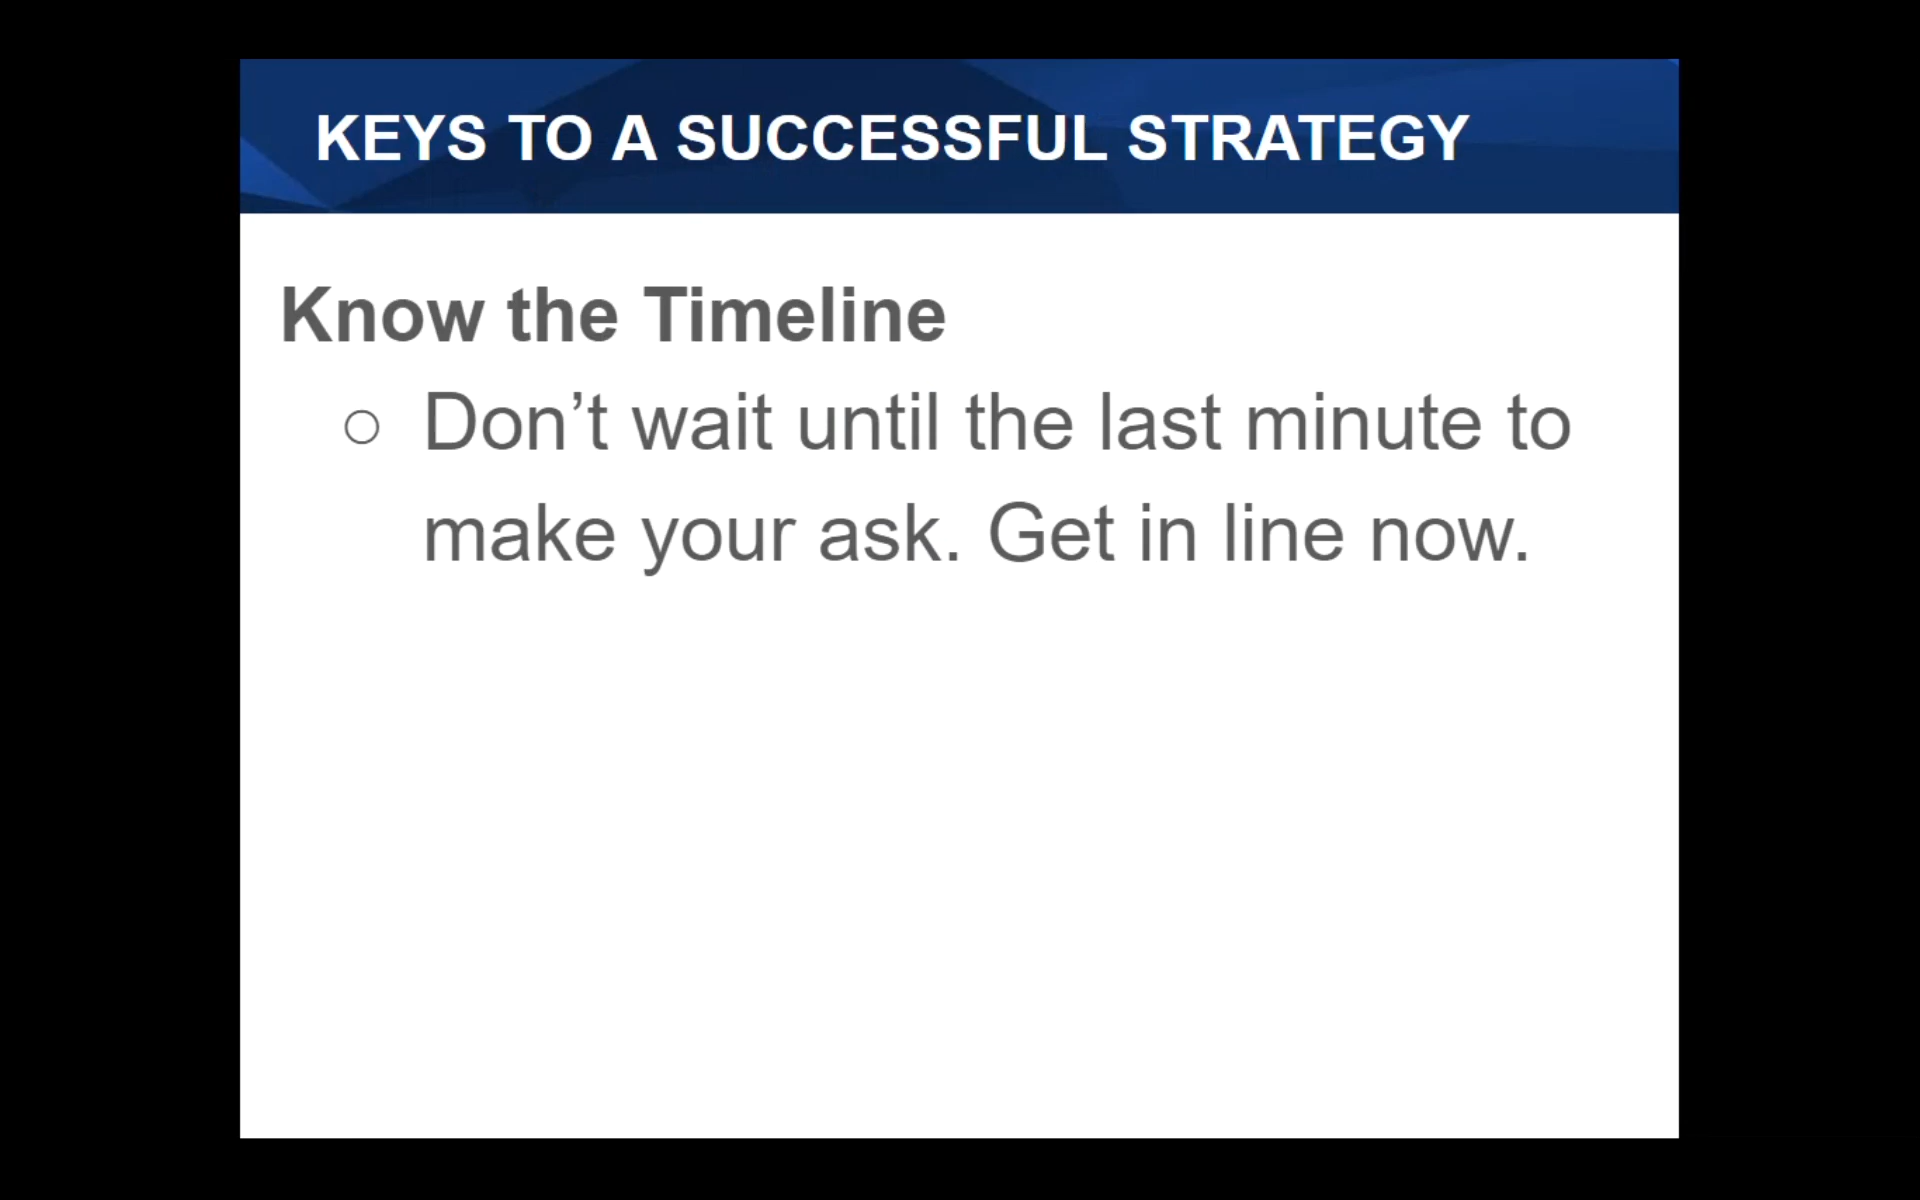 KEYS TO A SUCCESSFUL STRATEGY
Know the Timeline
○ Don’t wait until the last minute to
make your ask. Get in line now.